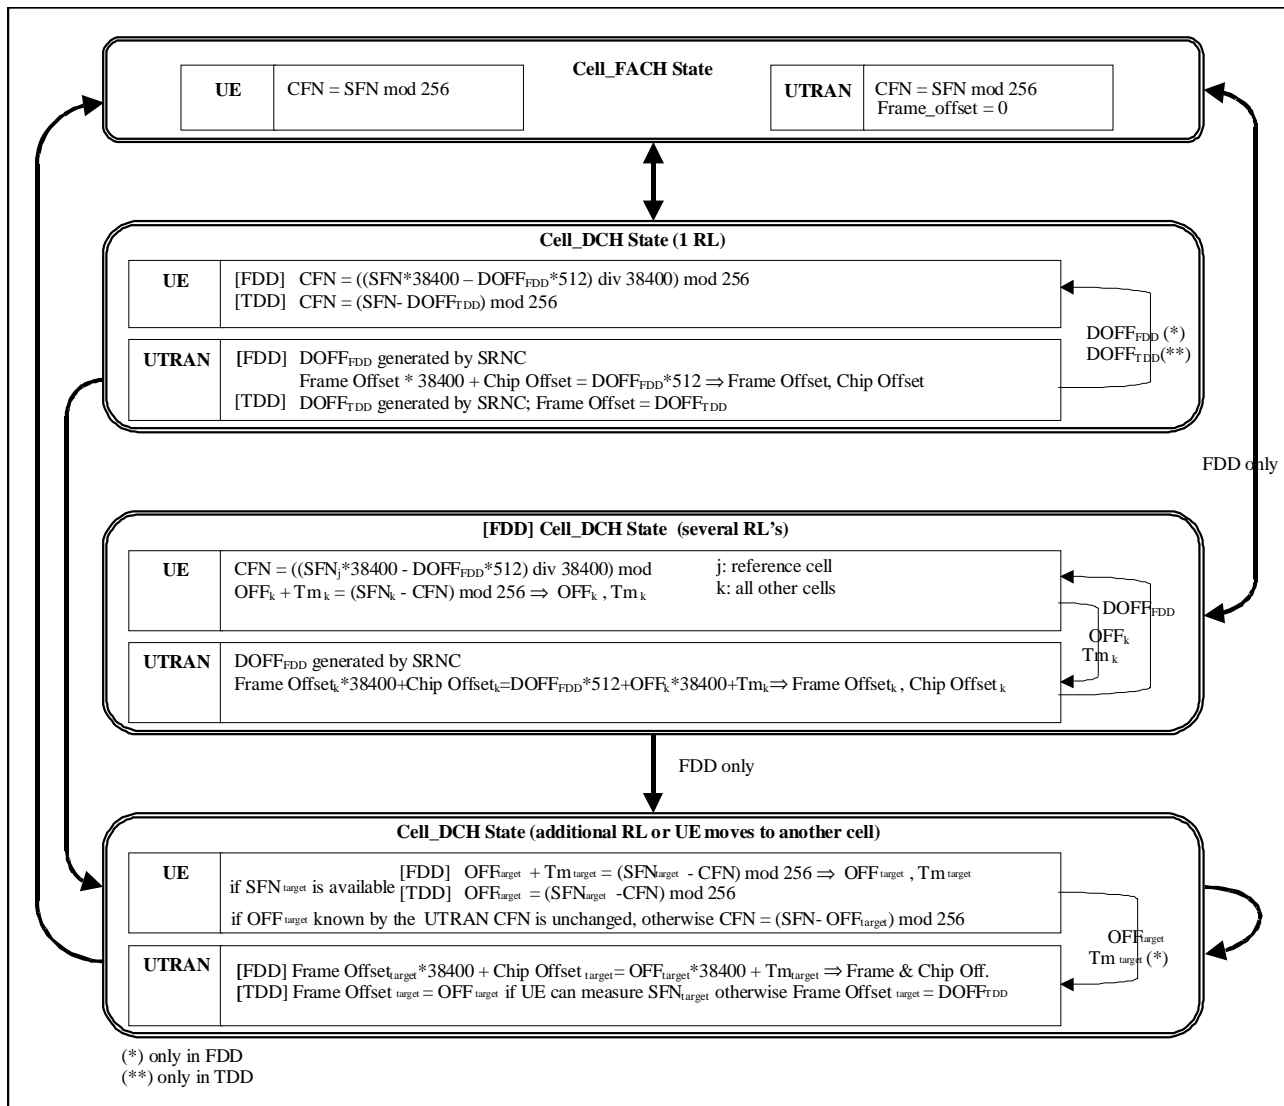 Cell_FACH State
UE
CFN = SFN mod 256
UTRAN
CFN = SFN mod 256
Frame_offset = 0
Cell_DCH State (1 RL)
UE
[FDD] CFN = ((SFN*38400 – DOFFFDD*512) div 38400) mod 256
[TDD] CFN = (SFN- DOFFTDD) mod 256
DOFFFDD (*)
DOFFTDD(**)
UTRAN
[FDD] DOFFFDD generated by SRNC
Frame Offset * 38400 + Chip Offset = DOFFFDD*512 ⇒ Frame Offset, Chip Offset
[TDD] DOFFTDD generated by SRNC; Frame Offset = DOFFTDD
FDD only
[FDD] Cell_DCH State (several RL's)
UE
CFN = ((SFNj*38400 - DOFFFDD*512) div 38400) mod
j: reference cell
OFFk + Tmk = (SFNk - CFN) mod 256 ⇒ OFFk , Tmk
k: all other cells
DOFFFDD
OFFk
Tmk
UTRAN
DOFFFDD generated by SRNC
Frame Offsetk*38400+Chip Offsetk=DOFFFDD*512+OFFk*38400+Tmk⇒ Frame Offsetk , Chip Offsetk
FDD only
Cell_DCH State (additional RL or UE moves to another cell)
UE
if SFN target is available
[FDD] OFFtarget + Tm target = (SFNtarget - CFN) mod 256 ⇒ OFF target , Tm target
[TDD] OFFtarget = (SFNtarget -CFN) mod 256
if OFF target known by the UTRAN CFN is unchanged, otherwise CFN = (SFN- OFFtarget) mod 256
OFFtarget
Tm target (*)
UTRAN
[FDD] Frame Offsettarget*38400 + Chip Offset target= OFFtarget*38400 + Tmtarget ⇒ Frame & Chip Off.
[TDD] Frame Offset target = OFF target if UE can measure SFNtarget otherwise Frame Offset target = DOFFTDD
(*) only in FDD
(**) only in TDD